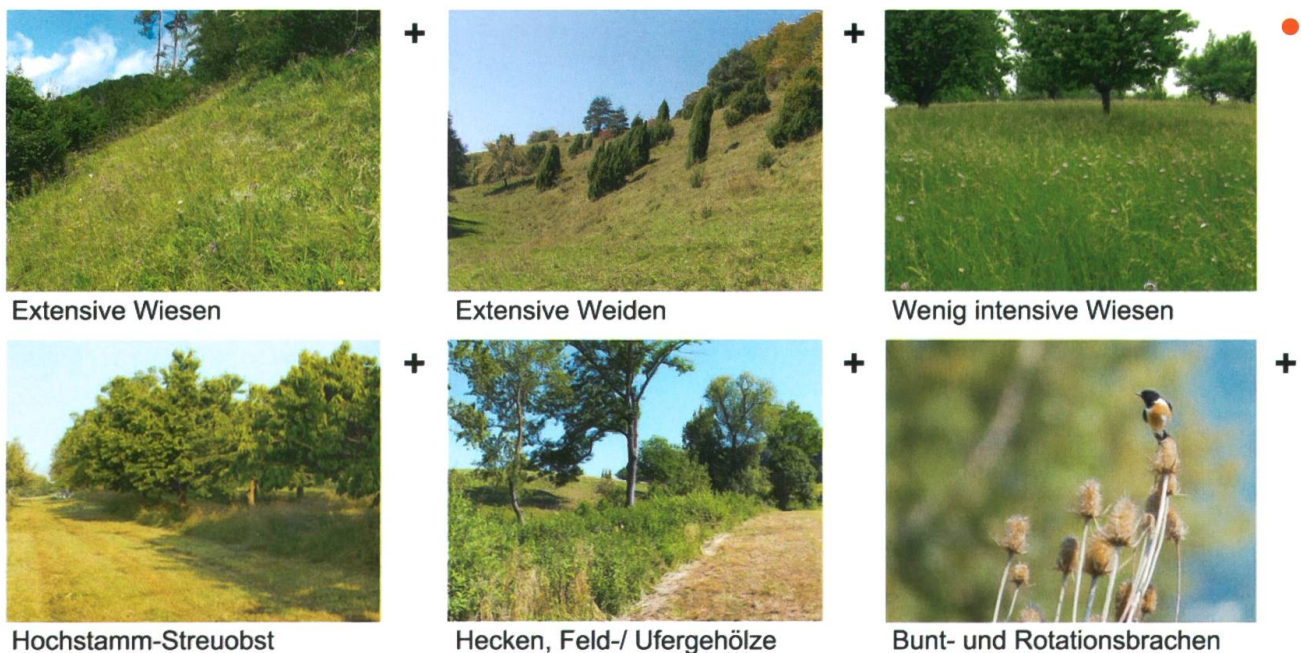 +
+
Extensive Wiesen
Extensive Weiden
Wenig intensive Wiesen
+
+
+
Hochstamm-Streuobst
Hecken, Feld-/ Ufergehölze
Bunt- und Rotationsbrachen